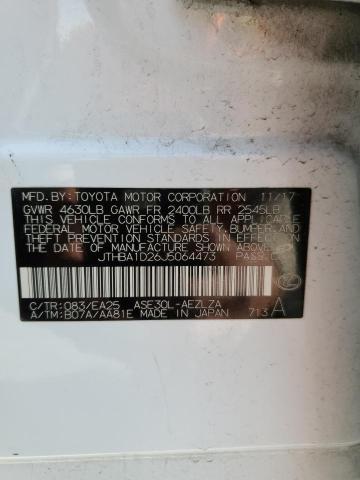 MFD. BY: TOYOTA MOTOR CORPORATION 11/17
GVWR 4630LB GAWR FR 2400LB RR 2545LB
THIS VEHICLE CONFORMS TO ALL APPLICABLE
FEDERAL MOTOR VEHICLE SAFETY, BUMPER, AND
THEFT PREVENTION STANDARDS IN EFFECT ON
THE DATE OF MANUFACTURE SHOWN ABOVE.
JTHBA1D26J5064473 PASS. CAR
C/TR: 083/EA25 ASE30L-AEZLZA
A/TM: B07A/AA81E MADE IN JAPAN 713 A